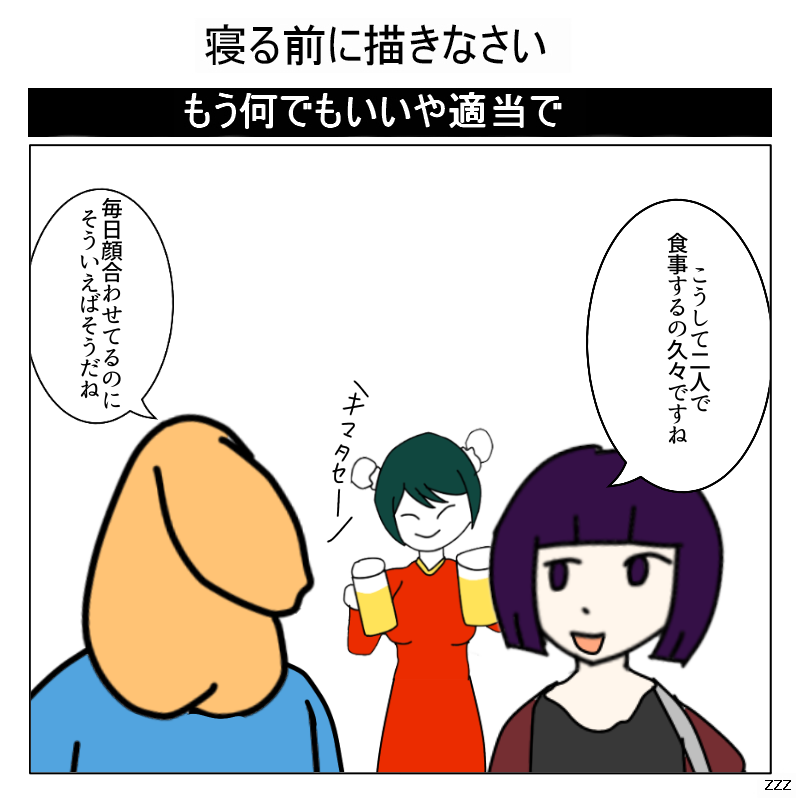 寝る前に描きなさい
もう何でもいいや適当で
こうして二人で
食事するの久々ですね
毎日顔合わせてるのに
そういえばそうだね
キマタセー
zzz